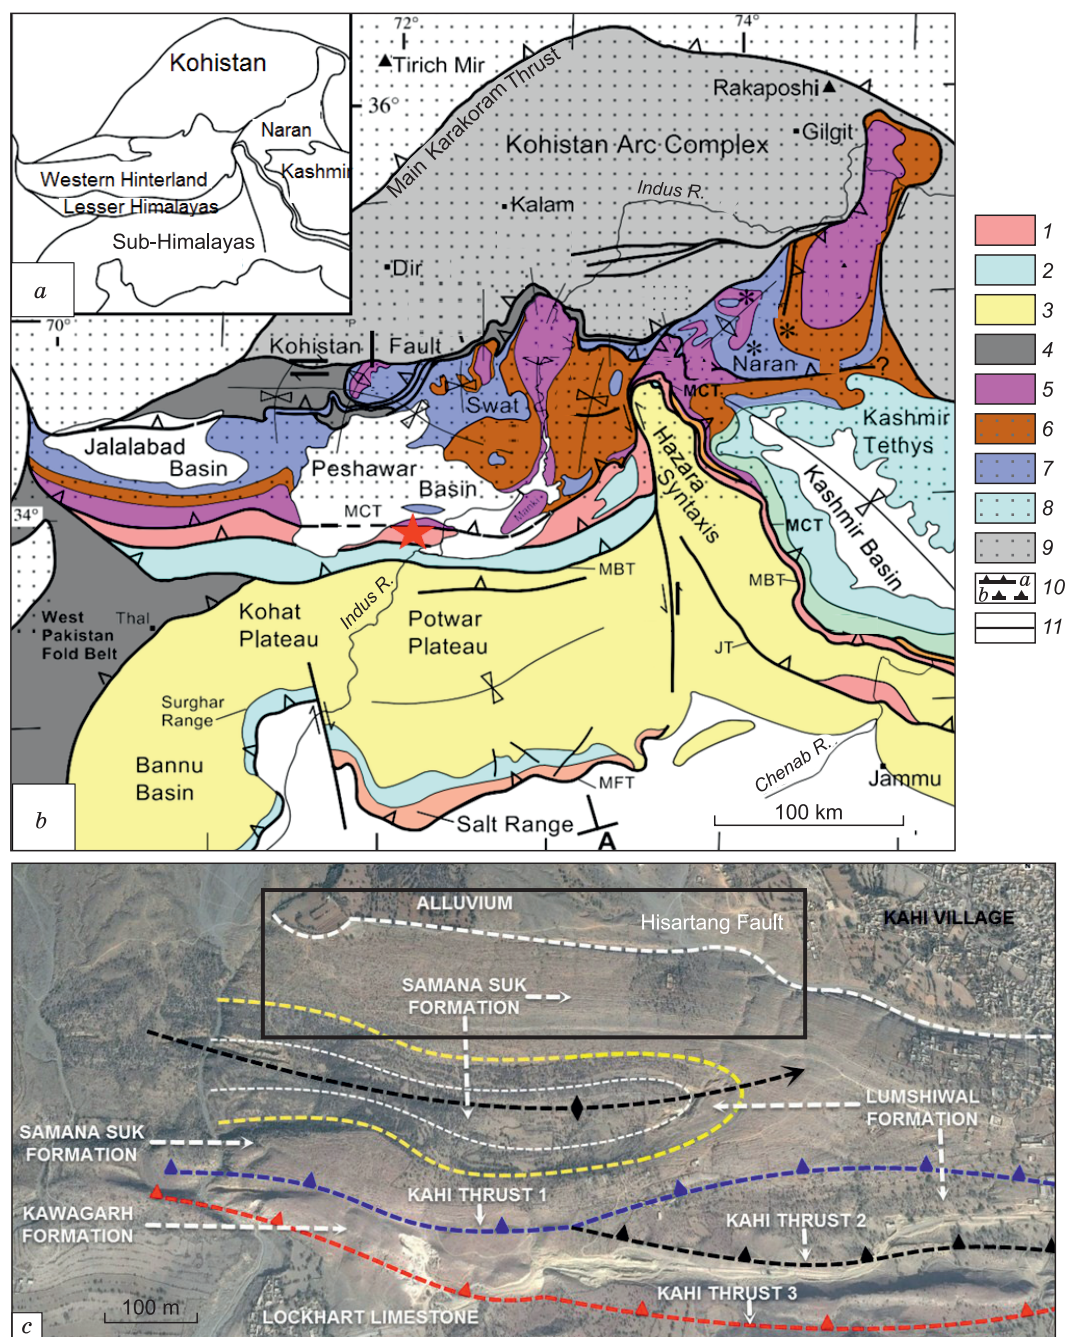 Kohistan
Naran
Kashmir
Western Hinterland
Lesser Himalayas
Sub-Himalayas
a
72°
74°
Tirich Mir
36°
Main Karakoram Thrust
Rakaposhi
Gilgit
Kohistan Arc Complex
Indus R.
Kalam
Dir
70°
Kohistan Fault
Naran
?
MCT
Swat
Kashmir
Tethys
Jalalabad
Basin
Peshawar
Basin
Hazara
Syntaxis
Kashmir Basin
MCT
34°
MCT
MBT
MBT
West
Pakistan
Fold Belt
Thal
Kohat
Plateau
Indus R.
Potwar
Plateau
JT
Surghar
Range
Bannu
Basin
Chenab R.
Jammu
MFT
Salt Range
A
100 km
b
1
2
3
4
5
6
7
8
9
a
b
10
11
ALLUVIUM
Hisartang Fault
KAHI VILLAGE
SAMANA SUK
FORMATION
LUMSHIWAL
FORMATION
SAMANA SUK
FORMATION
KAHI THRUST 1
KAWAGARH
FORMATION
KAHI THRUST 2
KAHI THRUST 3
100 m
LOCKHART LIMESTONE
c